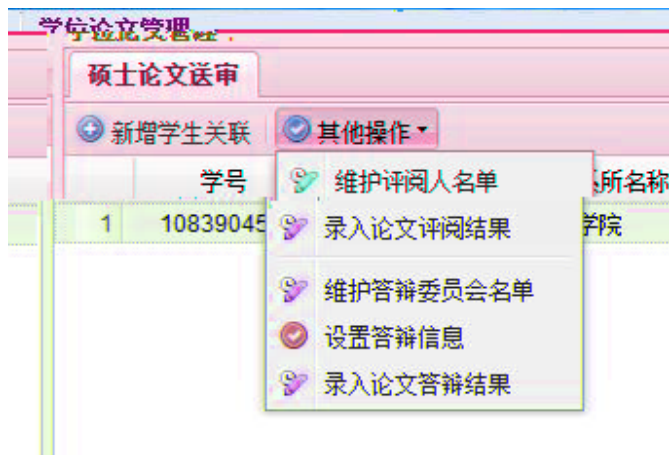 学位论文管理
硕士论文送审
新增学生关联 其他操作
学号 所名称
1 10839045 学院
维护评阅人名单
录入论文评阅结果
维护答辩委员会名单
设置答辩信息
录入论文答辩结果